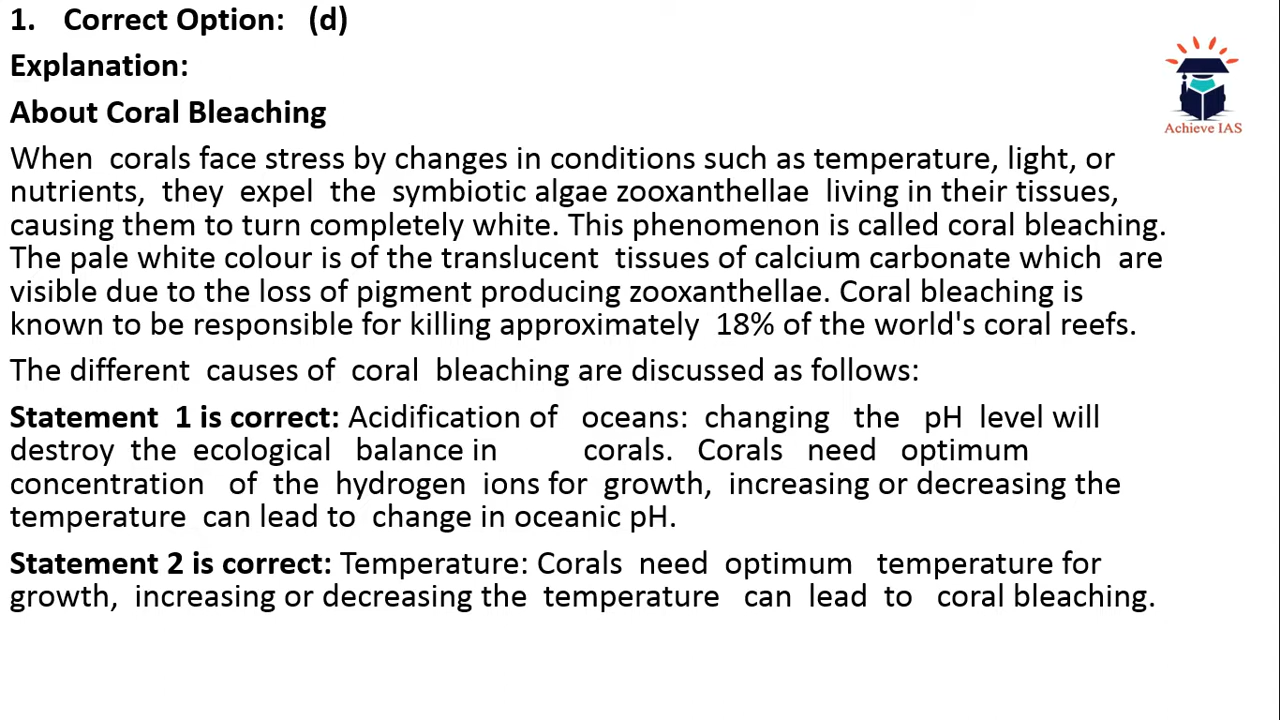 1. Correct Option: (d)
Achieve IAS
Explanation:
About Coral Bleaching
When corals face stress by changes in conditions such as temperature, light, or
nutrients, they expel the symbiotic algae zooxanthellae living in their tissues,
causing them to turn completely white. This phenomenon is called coral bleaching.
The pale white colour is of the translucent tissues of calcium carbonate which are
visible due to the loss of pigment producing zooxanthellae. Coral bleaching is
known to be responsible for killing approximately 18% of the world's coral reefs.
The different causes of coral bleaching are discussed as follows:
Statement 1 is correct: Acidification of oceans: changing the pH level will
destroy the ecological balance in corals. Corals need optimum
concentration of the hydrogen ions for growth, increasing or decreasing the
temperature can lead to change in oceanic pH.
Statement 2 is correct: Temperature: Corals need optimum temperature for
growth, increasing or decreasing the temperature can lead to coral bleaching.